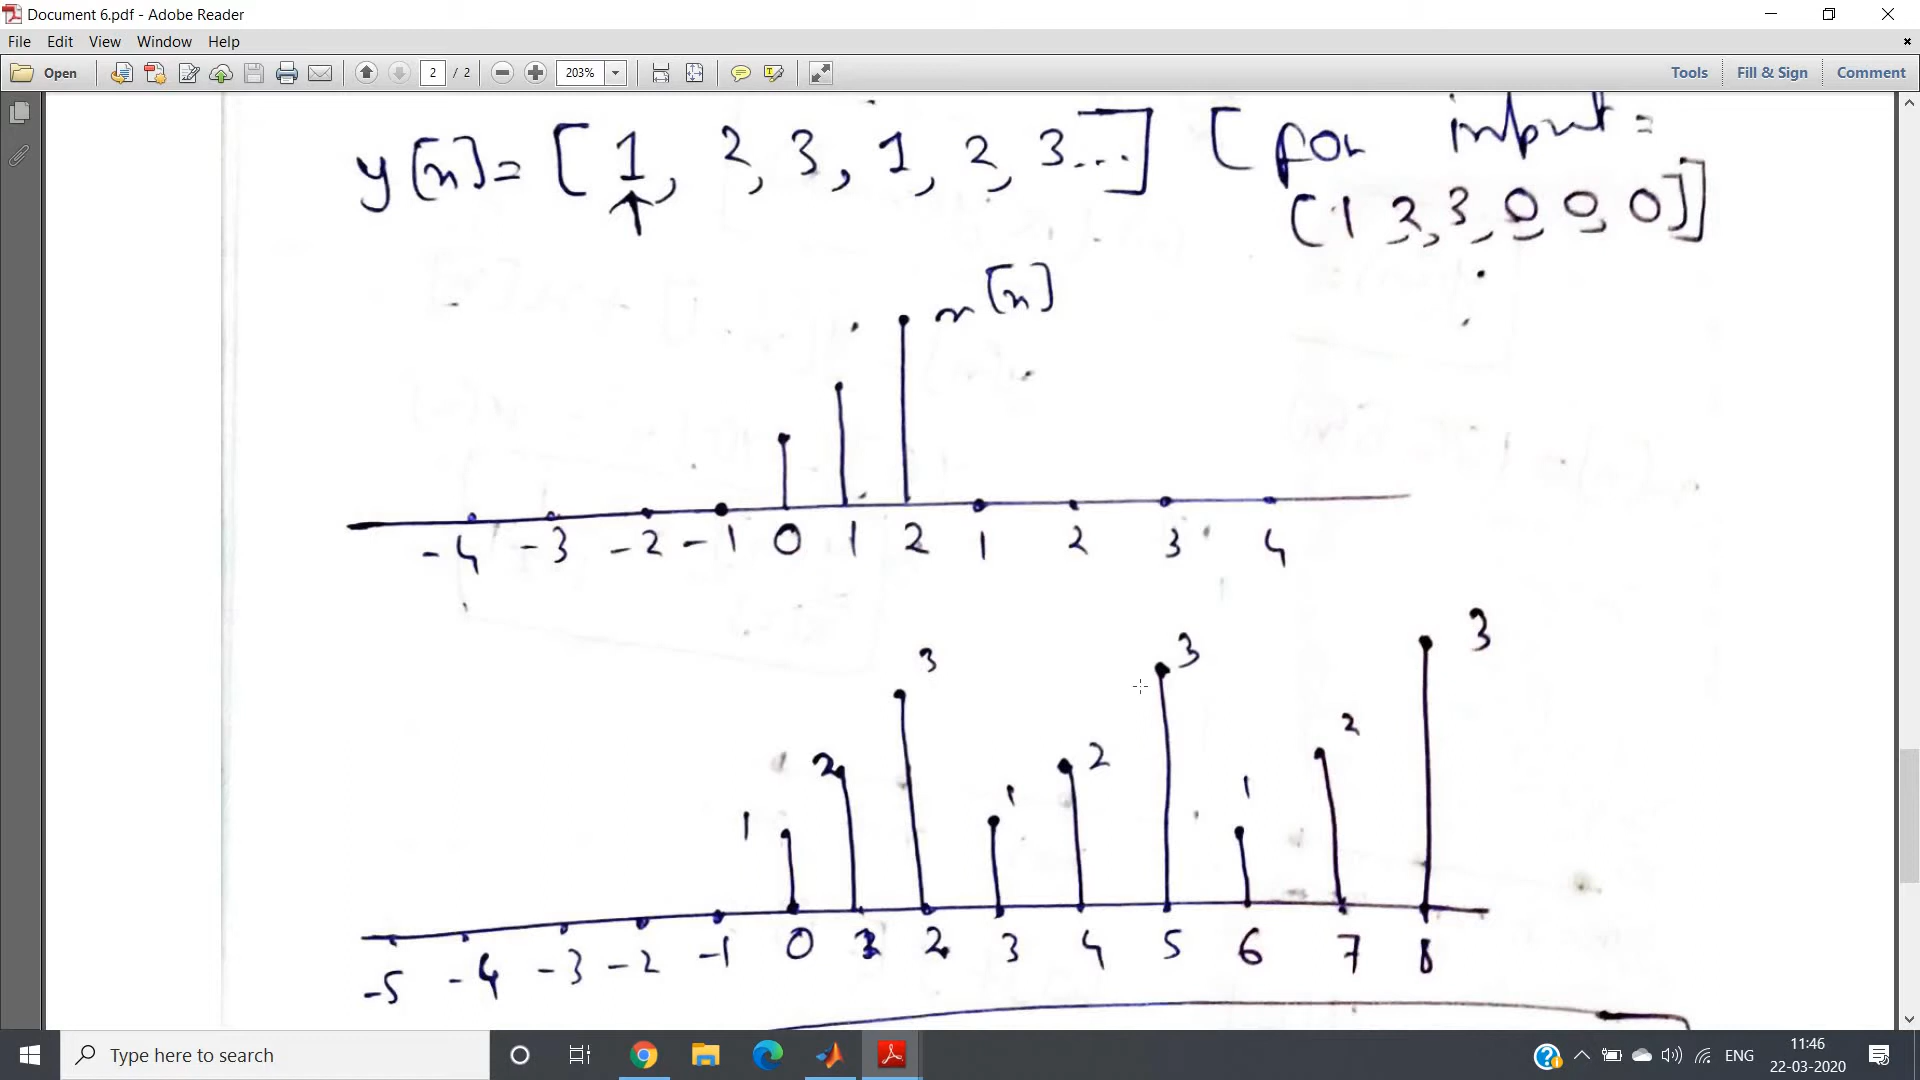 Document 6.pdf - Adobe Reader
File Edit View Window Help
Open 2 / 2 203% Tools Fill & Sign Comment
y[n] = [1, 2, 3, 1, 2, 3...] [for input =
↑ (1 2, 3, 0, 0, 0]]
x[n]
-4 -3 -2 -1 0 1 2 1 2 3 4
3 3 3
1 2 1 2 1 2
-5 -4 -3 -2 -1 0 1 2 3 4 5 6 7 8
Type here to search
ENG
11:46
22-03-2020